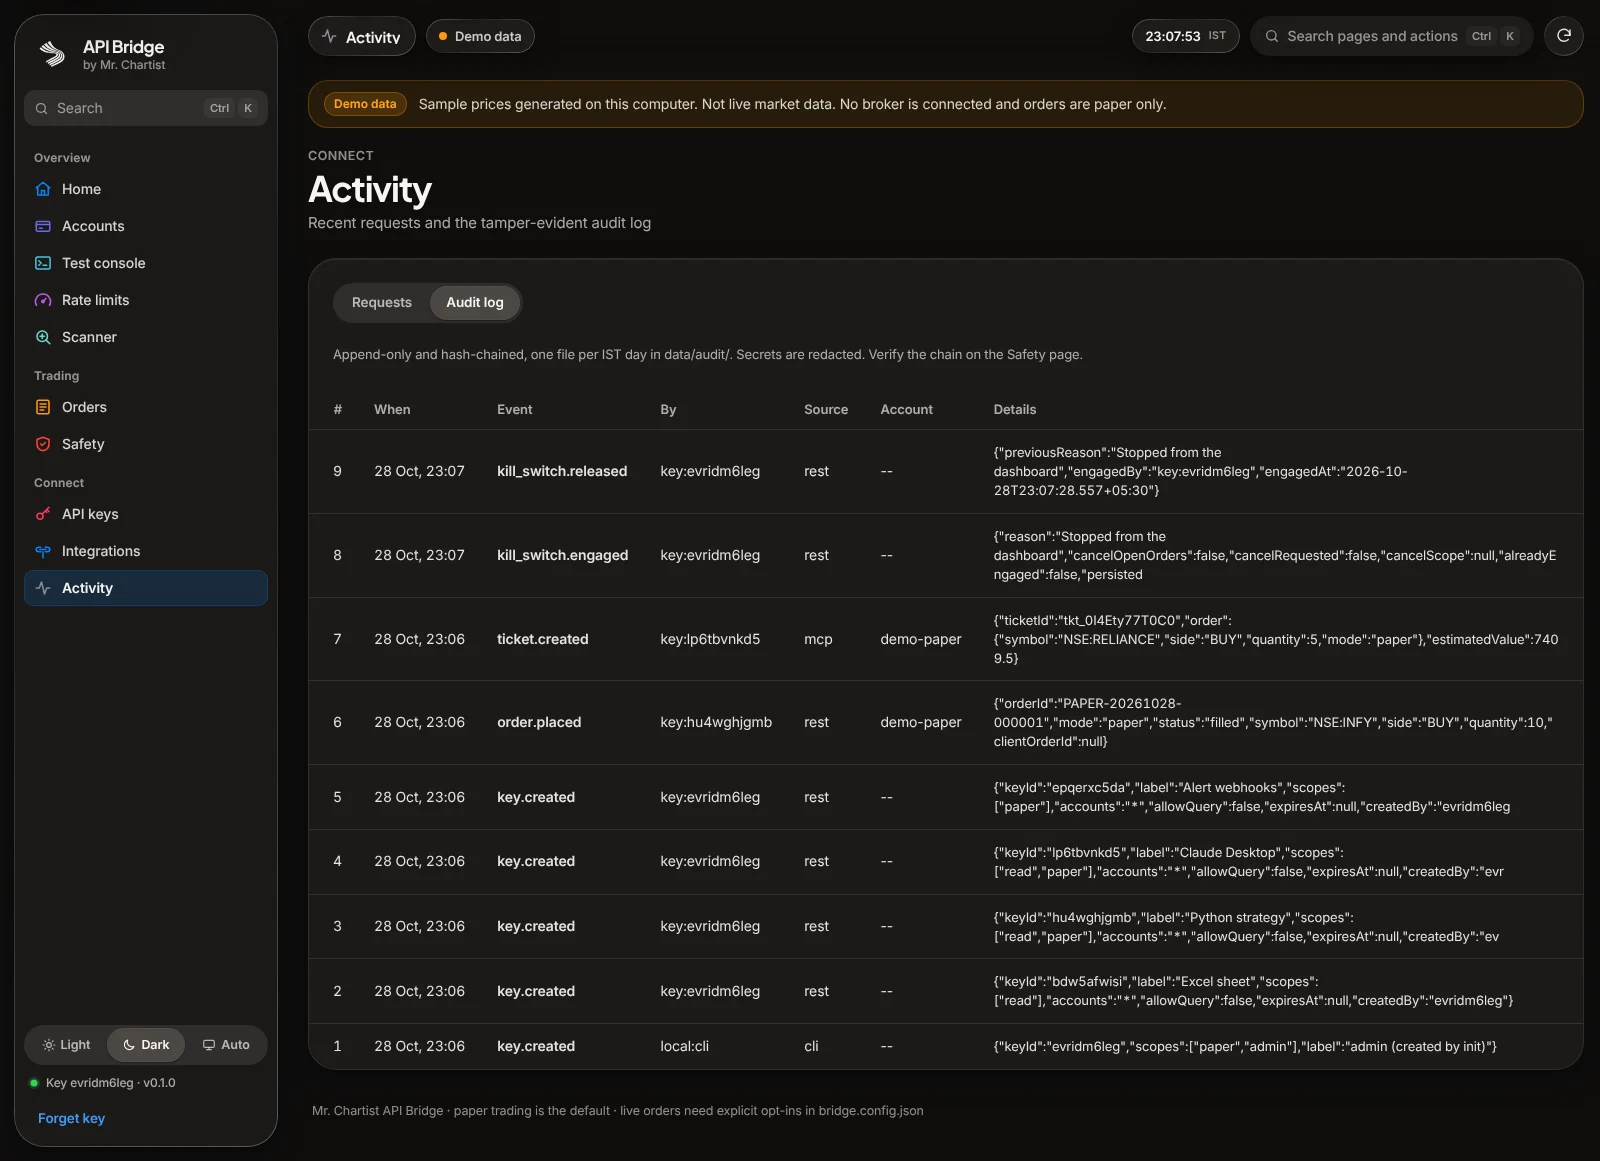 API Bridge
by Mr. Chartist
Search Ctrl K
Overview
Home
Accounts
Test console
Rate limits
Scanner
Trading
Orders
Safety
Connect
API keys
Integrations
Activity
Light Dark Auto
Key evridm6leg · v0.1.0
Forget key
Activity Demo data 23:07:53 IST Search pages and actions Ctrl K
Demo data Sample prices generated on this computer. Not live market data. No broker is connected and orders are paper only.
CONNECT
Activity
Recent requests and the tamper-evident audit log
Requests Audit log
Append-only and hash-chained, one file per IST day in data/audit/. Secrets are redacted. Verify the chain on the Safety page.
# When Event By Source Account Details
9 28 Oct, 23:07 kill_switch.released key:evridm6leg rest -- {"previousReason":"Stopped from the
dashboard","engagedBy":"key:evridm6leg","engagedAt":"2026-10-
28T23:07:28.557+05:30"}
8 28 Oct, 23:07 kill_switch.engaged key:evridm6leg rest -- {"reason":"Stopped from the
dashboard","cancelOpenOrders":false,"cancelRequested":false,"cancelScope":null,"alreadyE
ngaged":false,"persisted
7 28 Oct, 23:06 ticket.created key:lp6tbvnkd5 mcp demo-paper {"ticketId":"tkt_0I4Ety77T0C0","order":
{"symbol":"NSE:RELIANCE","side":"BUY","quantity":5,"mode":"paper"},"estimatedValue":740
9.5}
6 28 Oct, 23:06 order.placed key:hu4wghjgmb rest demo-paper {"orderId":"PAPER-20261028-
000001","mode":"paper","status":"filled","symbol":"NSE:INFY","side":"BUY","quantity":10,"
clientOrderId":null}
5 28 Oct, 23:06 key.created key:evridm6leg rest -- {"keyId":"epqerxc5da","label":"Alert webhooks","scopes":
["paper"],"accounts":"*","allowQuery":false,"expiresAt":null,"createdBy":"evridm6leg
4 28 Oct, 23:06 key.created key:evridm6leg rest -- {"keyId":"lp6tbvnkd5","label":"Claude Desktop","scopes":
["read","paper"],"accounts":"*","allowQuery":false,"expiresAt":null,"createdBy":"evr
3 28 Oct, 23:06 key.created key:evridm6leg rest -- {"keyId":"hu4wghjgmb","label":"Python strategy","scopes":
["read","paper"],"accounts":"*","allowQuery":false,"expiresAt":null,"createdBy":"ev
2 28 Oct, 23:06 key.created key:evridm6leg rest -- {"keyId":"bdw5afwisi","label":"Excel sheet","scopes":
["read"],"accounts":"*","allowQuery":false,"expiresAt":null,"createdBy":"evridm6leg"}
1 28 Oct, 23:06 key.created local:cli cli -- {"keyId":"evridm6leg","scopes":["paper","admin"],"label":"admin (created by init)"}
Mr. Chartist API Bridge · paper trading is the default · live orders need explicit opt-ins in bridge.config.json